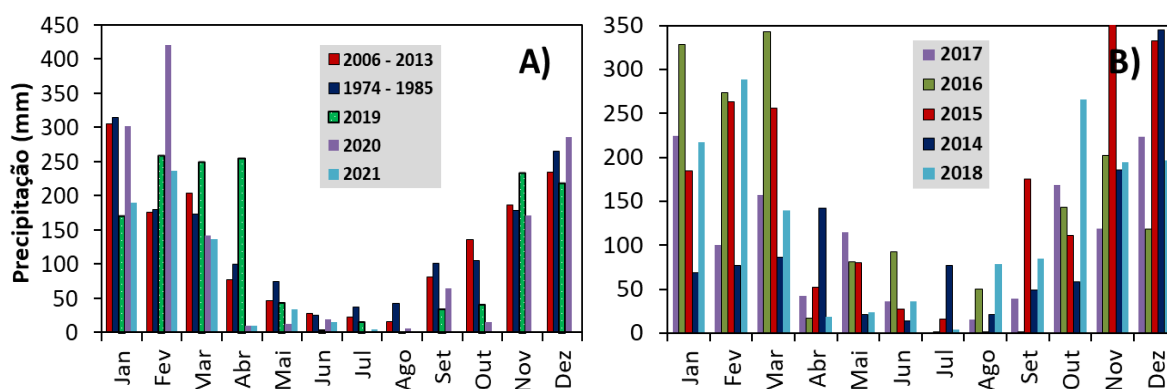 A)
Precipitação (mm)
450
400
350
300
250
200
150
100
50
0
2006 - 2013
1974 - 1985
2019
2020
2021
Jan
Fev
Mar
Abr
Mai
Jun
Jul
Ago
Set
Out
Nov
Dez
B)
350
300
250
200
150
100
50
0
2017
2016
2015
2014
2018
Jan
Fev
Mar
Abr
Mai
Jun
Jul
Ago
Set
Out
Nov
Dez